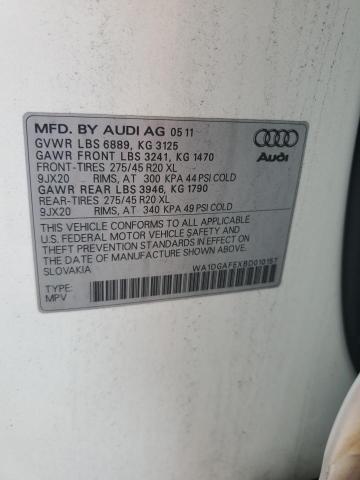 MFD. BY AUDI AG 05 11
GVWR LBS 6889, KG 3125
GAWR FRONT LBS 3241, KG 1470
FRONT-TIRES 275/45 R20 XL
9JX20 RIMS, AT 300 KPA 44 PSI COLD
GAWR REAR LBS 3946, KG 1790
REAR-TIRES 275/45 R20 XL
9JX20 RIMS, AT 340 KPA 49 PSI COLD
Audi
THIS VEHICLE CONFORMS TO ALL APPLICABLE
U.S. FEDERAL MOTOR VEHICLE SAFETY AND
THEFT PREVENTION STANDARDS IN EFFECT ON
THE DATE OF MANUFACTURE SHOWN ABOVE.
SLOVAKIA
WA1DGAFEXBD010157
TYPE:
MPV